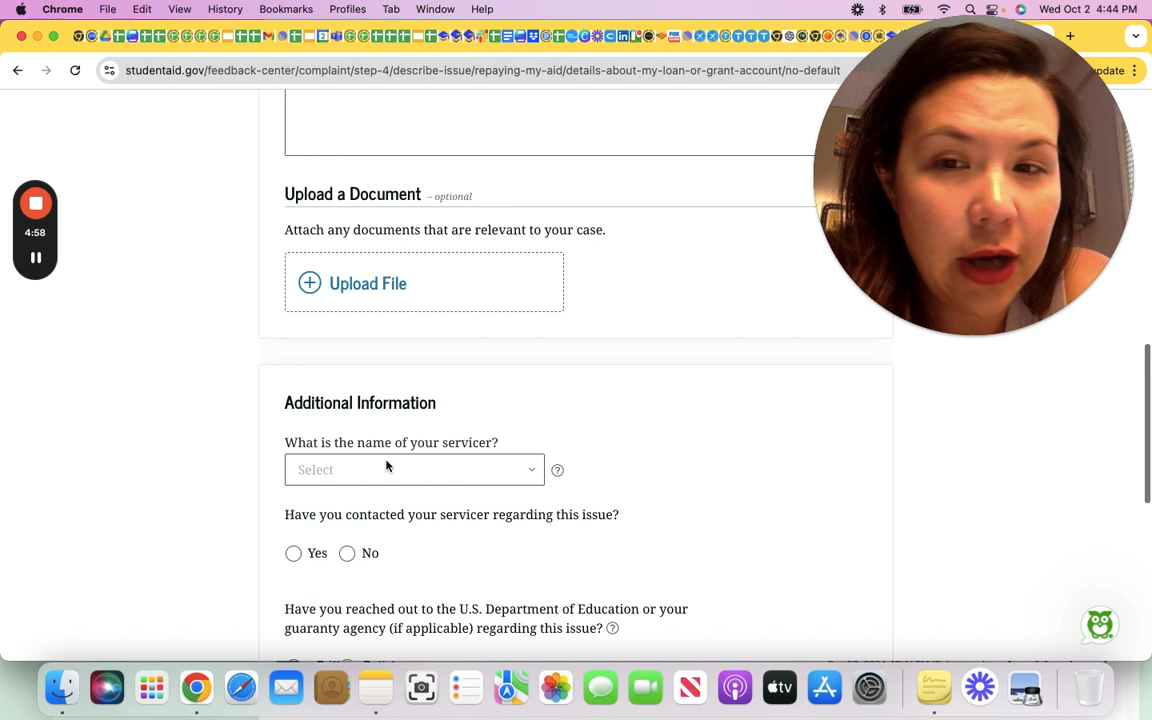 Chrome File Edit View History Bookmarks Profiles Tab Window Help Wed Oct 2 4:44 PM
studentaid.gov/feedback-center/complaint/step-4/describe-issue/repaying-my-aid/details-about-my-loan-or-grant-account/no-default
4:58
Upload a Document – optional
Attach any documents that are relevant to your case.
Upload File
Additional Information
What is the name of your servicer?
Select
Have you contacted your servicer regarding this issue?
Yes No
Have you reached out to the U.S. Department of Education or your
guaranty agency (if applicable) regarding this issue?
tv